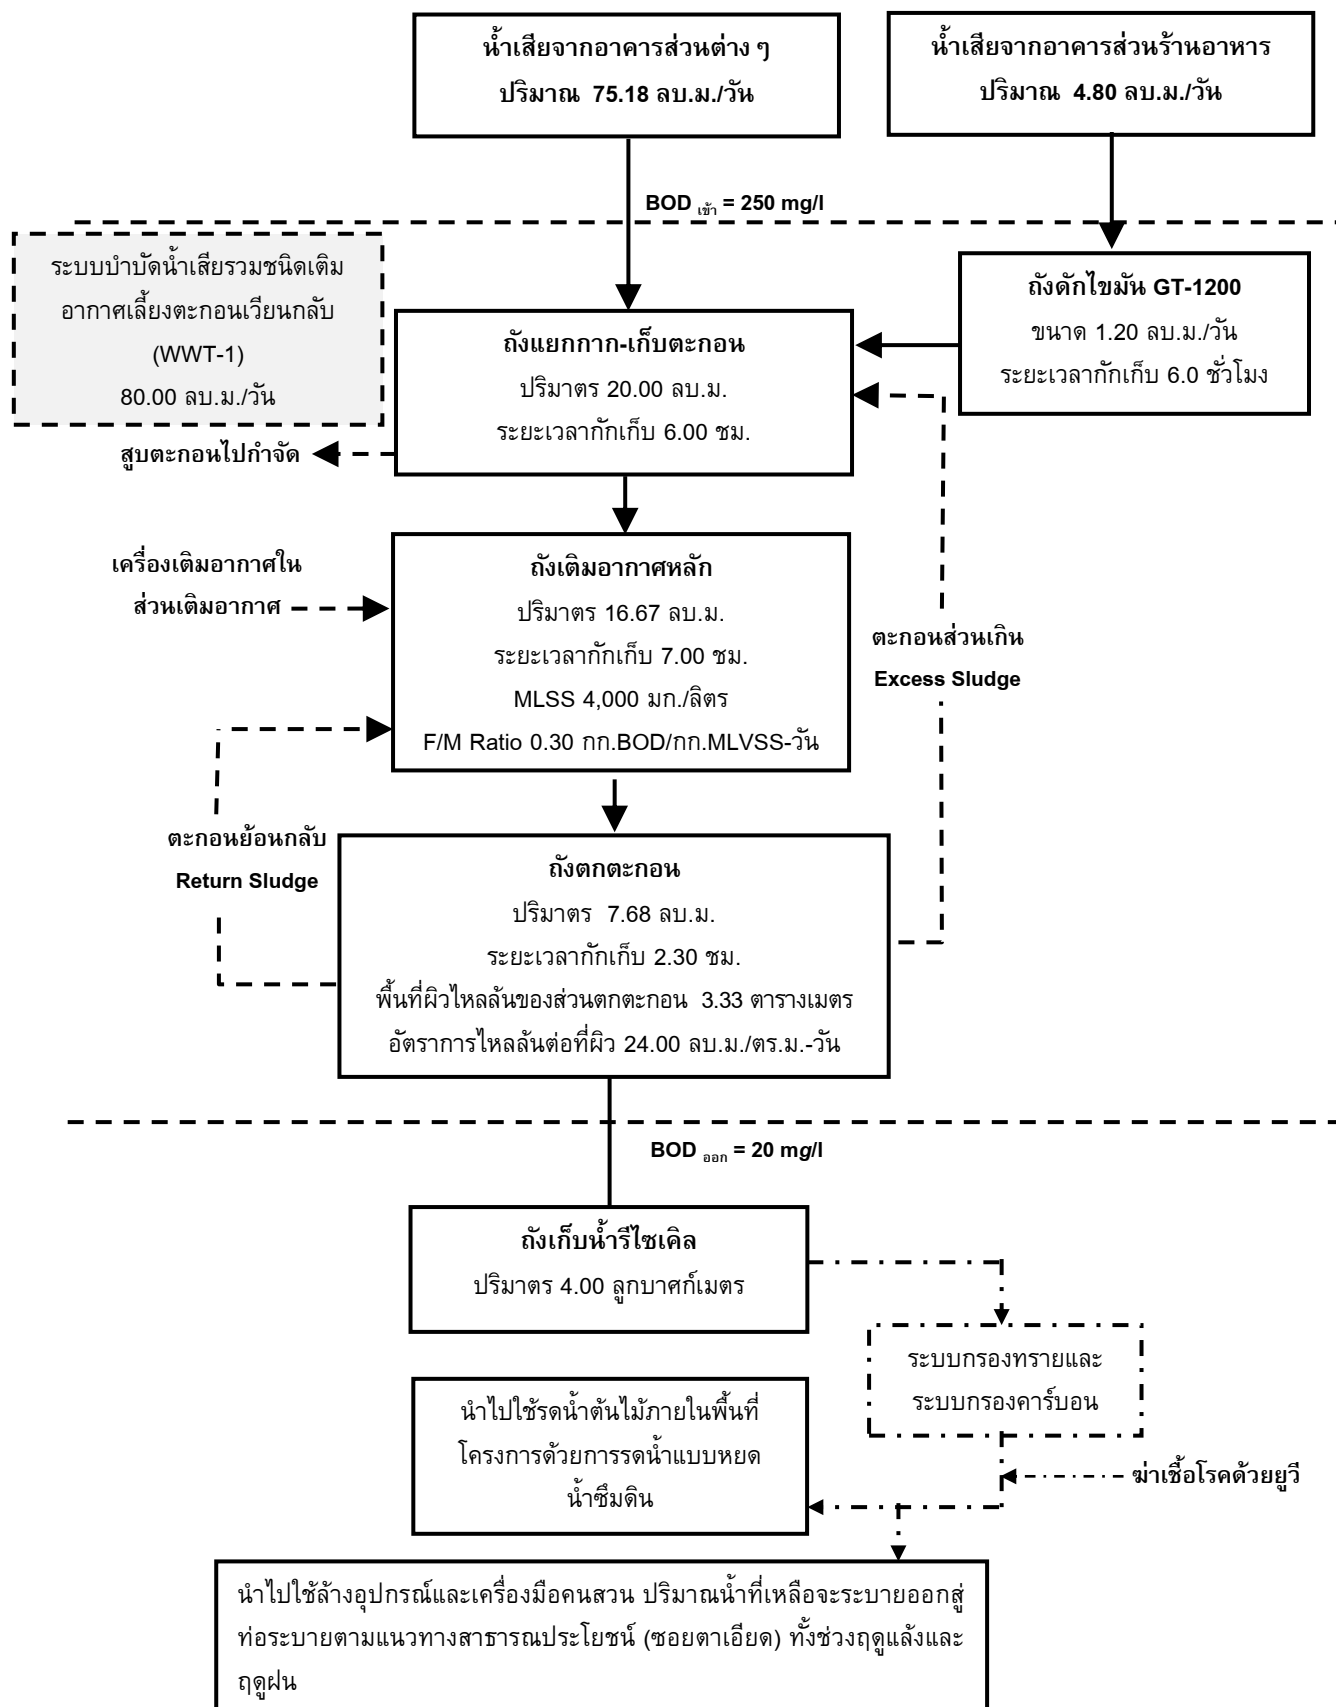 น้ำเสียจากอาคารส่วนต่าง ๆ
ปริมาณ 75.18 ลบ.ม./วัน
น้ำเสียจากอาคารส่วนร้านอาหาร
ปริมาณ 4.80 ลบ.ม./วัน
BOD เข้า = 250 mg/l
ระบบบำบัดน้ำเสียรวมชนิดเติม
อากาศเลี้ยงตะกอนเวียนกลับ
(WWT-1)
80.00 ลบ.ม./วัน
ถังดักไขมัน GT-1200
ขนาด 1.20 ลบ.ม./วัน
ระยะเวลากักเก็บ 6.0 ชั่วโมง
ถังแยกกาก-เก็บตะกอน
ปริมาตร 20.00 ลบ.ม.
ระยะเวลากักเก็บ 6.00 ชม.
สูบตะกอนไปกำจัด
เครื่องเติมอากาศใน
ส่วนเติมอากาศ
ถังเติมอากาศหลัก
ปริมาตร 16.67 ลบ.ม.
ระยะเวลากักเก็บ 7.00 ชม.
MLSS 4,000 มก./ลิตร
F/M Ratio 0.30 กก.BOD/กก.MLVSS-วัน
ตะกอนส่วนเกิน
Excess Sludge
ตะกอนย้อนกลับ
Return Sludge
ถังตกตะกอน
ปริมาตร 7.68 ลบ.ม.
ระยะเวลากักเก็บ 2.30 ชม.
พื้นที่ผิวไหลล้นของส่วนตกตะกอน 3.33 ตารางเมตร
อัตราการไหลล้นต่อที่ผิว 24.00 ลบ.ม./ตร.ม.-วัน
BOD ออก = 20 mg/l
ถังเก็บน้ำรีไซเคิล
ปริมาตร 4.00 ลูกบาศก์เมตร
ระบบกรองทรายและ
ระบบกรองคาร์บอน
นำไปใช้รดน้ำต้นไม้ภายในพื้นที่
โครงการด้วยการรดน้ำแบบหยด
น้ำซึมดิน
ฆ่าเชื้อโรคด้วยยูวี
นำไปใช้ล้างอุปกรณ์และเครื่องมือคนสวน ปริมาณน้ำที่เหลือจะระบายออกสู่
ท่อระบายตามแนวทางสาธารณประโยชน์ (ซอยตาเอียด) ทั้งช่วงฤดูแล้งและ
ฤดูฝน